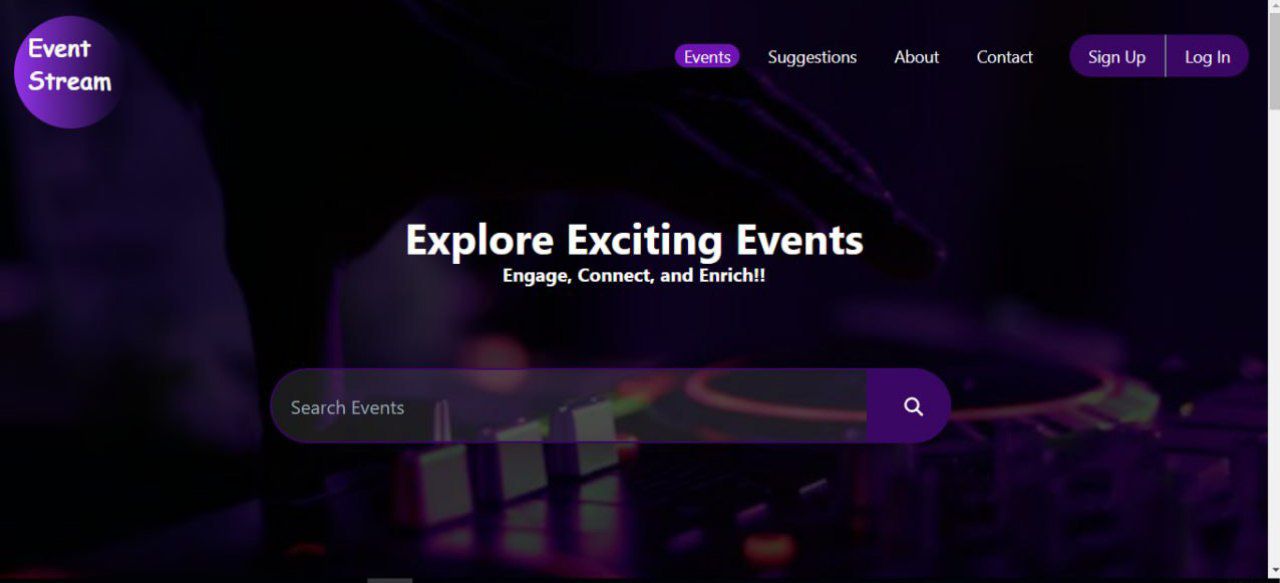 Event
Stream
Events
Suggestions
About
Contact
Sign Up
Log In
Explore Exciting Events
Engage, Connect, and Enrich!!
Search Events